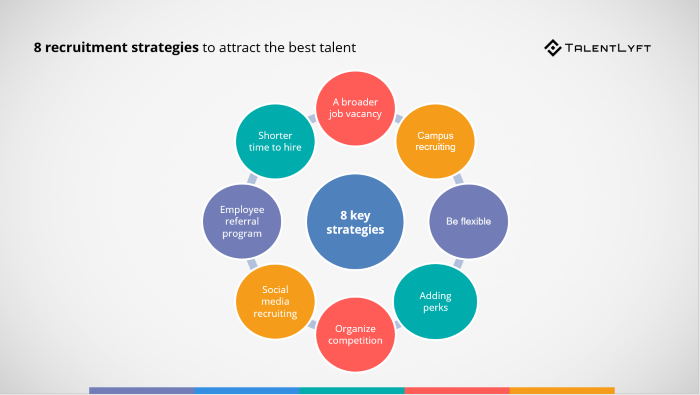 8 recruitment strategies to attract the best talent
TALENTLYFT
A broader
job vacancy
Campus
recruiting
Be flexible
Adding
perks
Organize
competition
Social
media
recruiting
Employee
referral
program
Shorter
time to hire
8 key
strategies